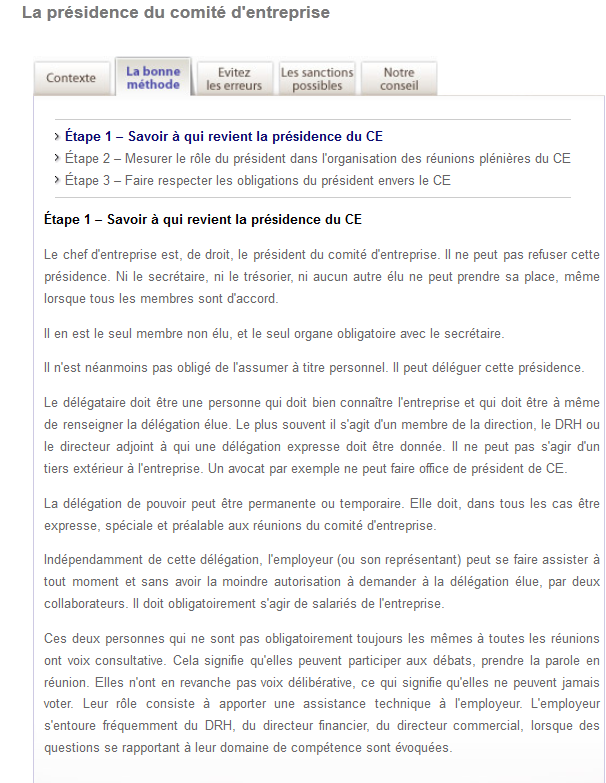 La présidence du comité d'entreprise
Contexte
La bonne
méthode
Evitez
les erreurs
Les sanctions
possibles
Notre
conseil
Étape 1 – Savoir à qui revient la présidence du CE
Étape 2 – Mesurer le rôle du président dans l'organisation des réunions plénières du CE
Étape 3 – Faire respecter les obligations du président envers le CE
Étape 1 – Savoir à qui revient la présidence du CE
Le chef d'entreprise est, de droit, le président du comité d'entreprise. Il ne peut pas refuser cette
présidence. Ni le secrétaire, ni le trésorier, ni aucun autre élu ne peut prendre sa place, même
lorsque tous les membres sont d'accord.
Il en est le seul membre non élu, et le seul organe obligatoire avec le secrétaire.
Il n'est néanmoins pas obligé de l'assumer à titre personnel. Il peut déléguer cette présidence.
Le délégataire doit être une personne qui doit bien connaître l'entreprise et qui doit être à même
de renseigner la délégation élue. Le plus souvent il s'agit d'un membre de la direction, le DRH ou
le directeur adjoint à qui une délégation expresse doit être donnée. Il ne peut pas s'agir d'un
tiers extérieur à l'entreprise. Un avocat par exemple ne peut faire office de président de CE.
La délégation de pouvoir peut être permanente ou temporaire. Elle doit, dans tous les cas être
expresse, spéciale et préalable aux réunions du comité d'entreprise.
Indépendamment de cette délégation, l'employeur (ou son représentant) peut se faire assister à
tout moment et sans avoir la moindre autorisation à demander à la délégation élue, par deux
collaborateurs. Il doit obligatoirement s'agir de salariés de l'entreprise.
Ces deux personnes qui ne sont pas obligatoirement toujours les mêmes à toutes les réunions
ont voix consultative. Cela signifie qu'elles peuvent participer aux débats, prendre la parole en
réunion. Elles n'ont en revanche pas voix délibérative, ce qui signifie qu'elles ne peuvent jamais
voter. Leur rôle consiste à apporter une assistance technique à l'employeur. L'employeur
s'entoure fréquemment du DRH, du directeur financier, du directeur commercial, lorsque des
questions se rapportant à leur domaine de compétence sont évoquées.